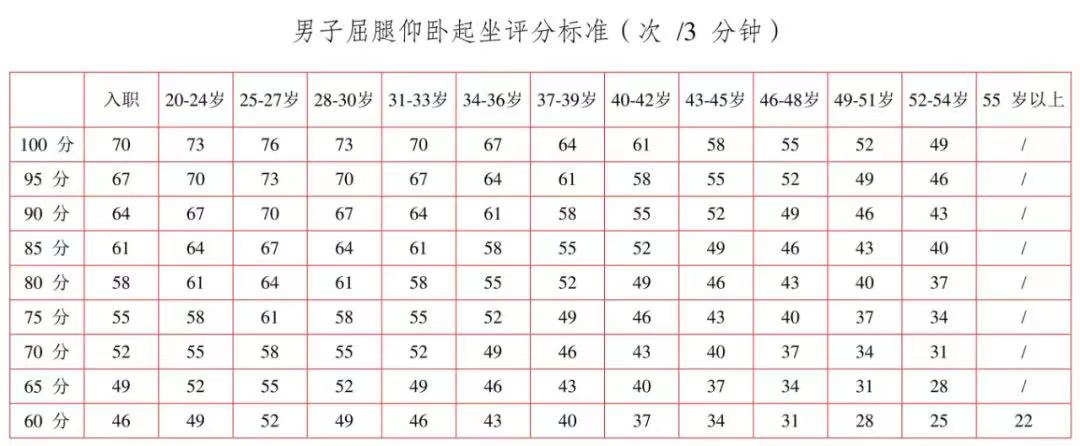 男子屈腿仰卧起坐评分标准（次 /3 分钟）
入职 20-24岁 25-27岁 28-30岁 31-33岁 34-36岁 37-39岁 40-42岁 43-45岁 46-48岁 49-51岁 52-54岁 55 岁以上
100 分 70 73 76 73 70 67 64 61 58 55 52 49 /
95 分 67 70 73 70 67 64 61 58 55 52 49 46 /
90 分 64 67 70 67 64 61 58 55 52 49 46 43 /
85 分 61 64 67 64 61 58 55 52 49 46 43 40 /
80 分 58 61 64 61 58 55 52 49 46 43 40 37 /
75 分 55 58 61 58 55 52 49 46 43 40 37 34 /
70 分 52 55 58 55 52 49 46 43 40 37 34 31 /
65 分 49 52 55 52 49 46 43 40 37 34 31 28 /
60 分 46 49 52 49 46 43 40 37 34 31 28 25 22